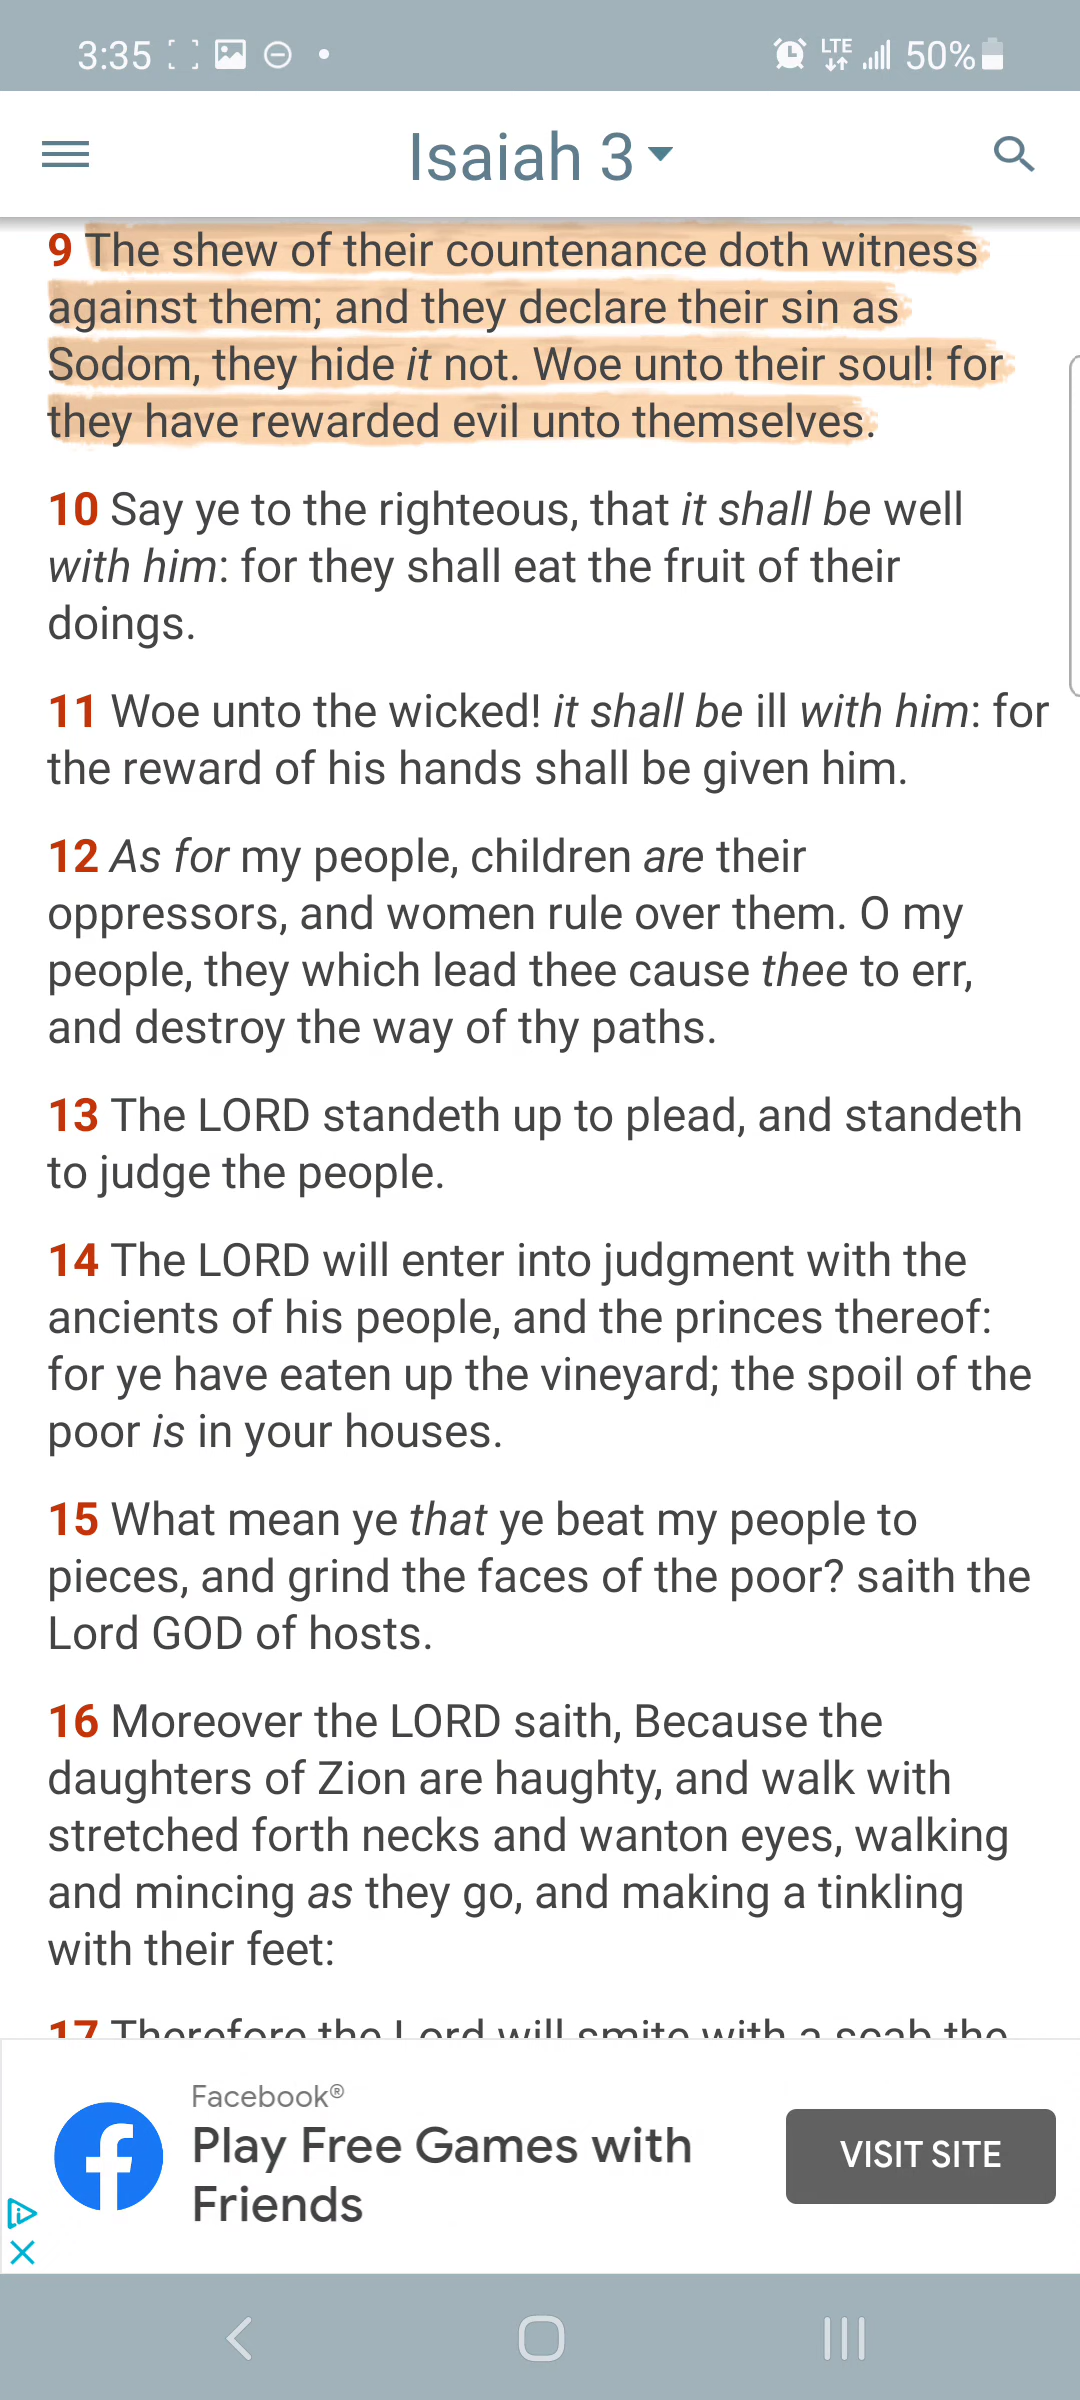 3:35 LTE 50%
Isaiah 3
9 The shew of their countenance doth witness
against them; and they declare their sin as
Sodom, they hide it not. Woe unto their soul! for
they have rewarded evil unto themselves.
10 Say ye to the righteous, that it shall be well
with him: for they shall eat the fruit of their
doings.
11 Woe unto the wicked! it shall be ill with him: for
the reward of his hands shall be given him.
12 As for my people, children are their
oppressors, and women rule over them. O my
people, they which lead thee cause thee to err,
and destroy the way of thy paths.
13 The LORD standeth up to plead, and standeth
to judge the people.
14 The LORD will enter into judgment with the
ancients of his people, and the princes thereof:
for ye have eaten up the vineyard; the spoil of the
poor is in your houses.
15 What mean ye that ye beat my people to
pieces, and grind the faces of the poor? saith the
Lord GOD of hosts.
16 Moreover the LORD saith, Because the
daughters of Zion are haughty, and walk with
stretched forth necks and wanton eyes, walking
and mincing as they go, and making a tinkling
with their feet:
17 Therefore the Lord will smite with a scab the
Facebook®
Play Free Games with
Friends
VISIT SITE